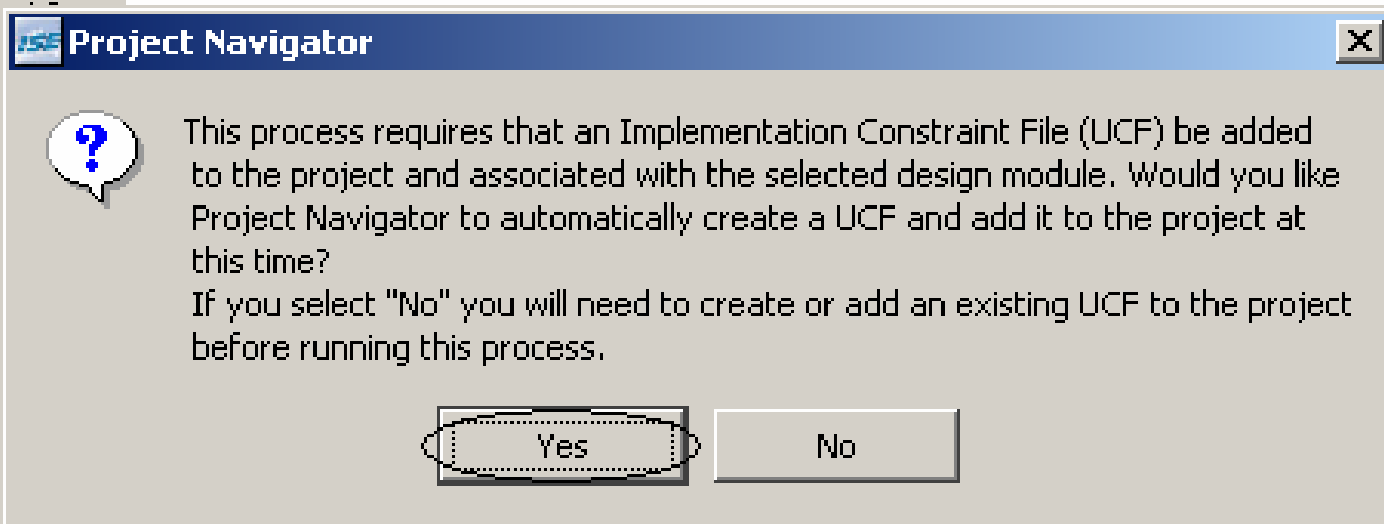 ISE Project Navigator
This process requires that an Implementation Constraint File (UCF) be added
to the project and associated with the selected design module. Would you like
Project Navigator to automatically create a UCF and add it to the project at
this time?
If you select "No" you will need to create or add an existing UCF to the project
before running this process.
Yes No